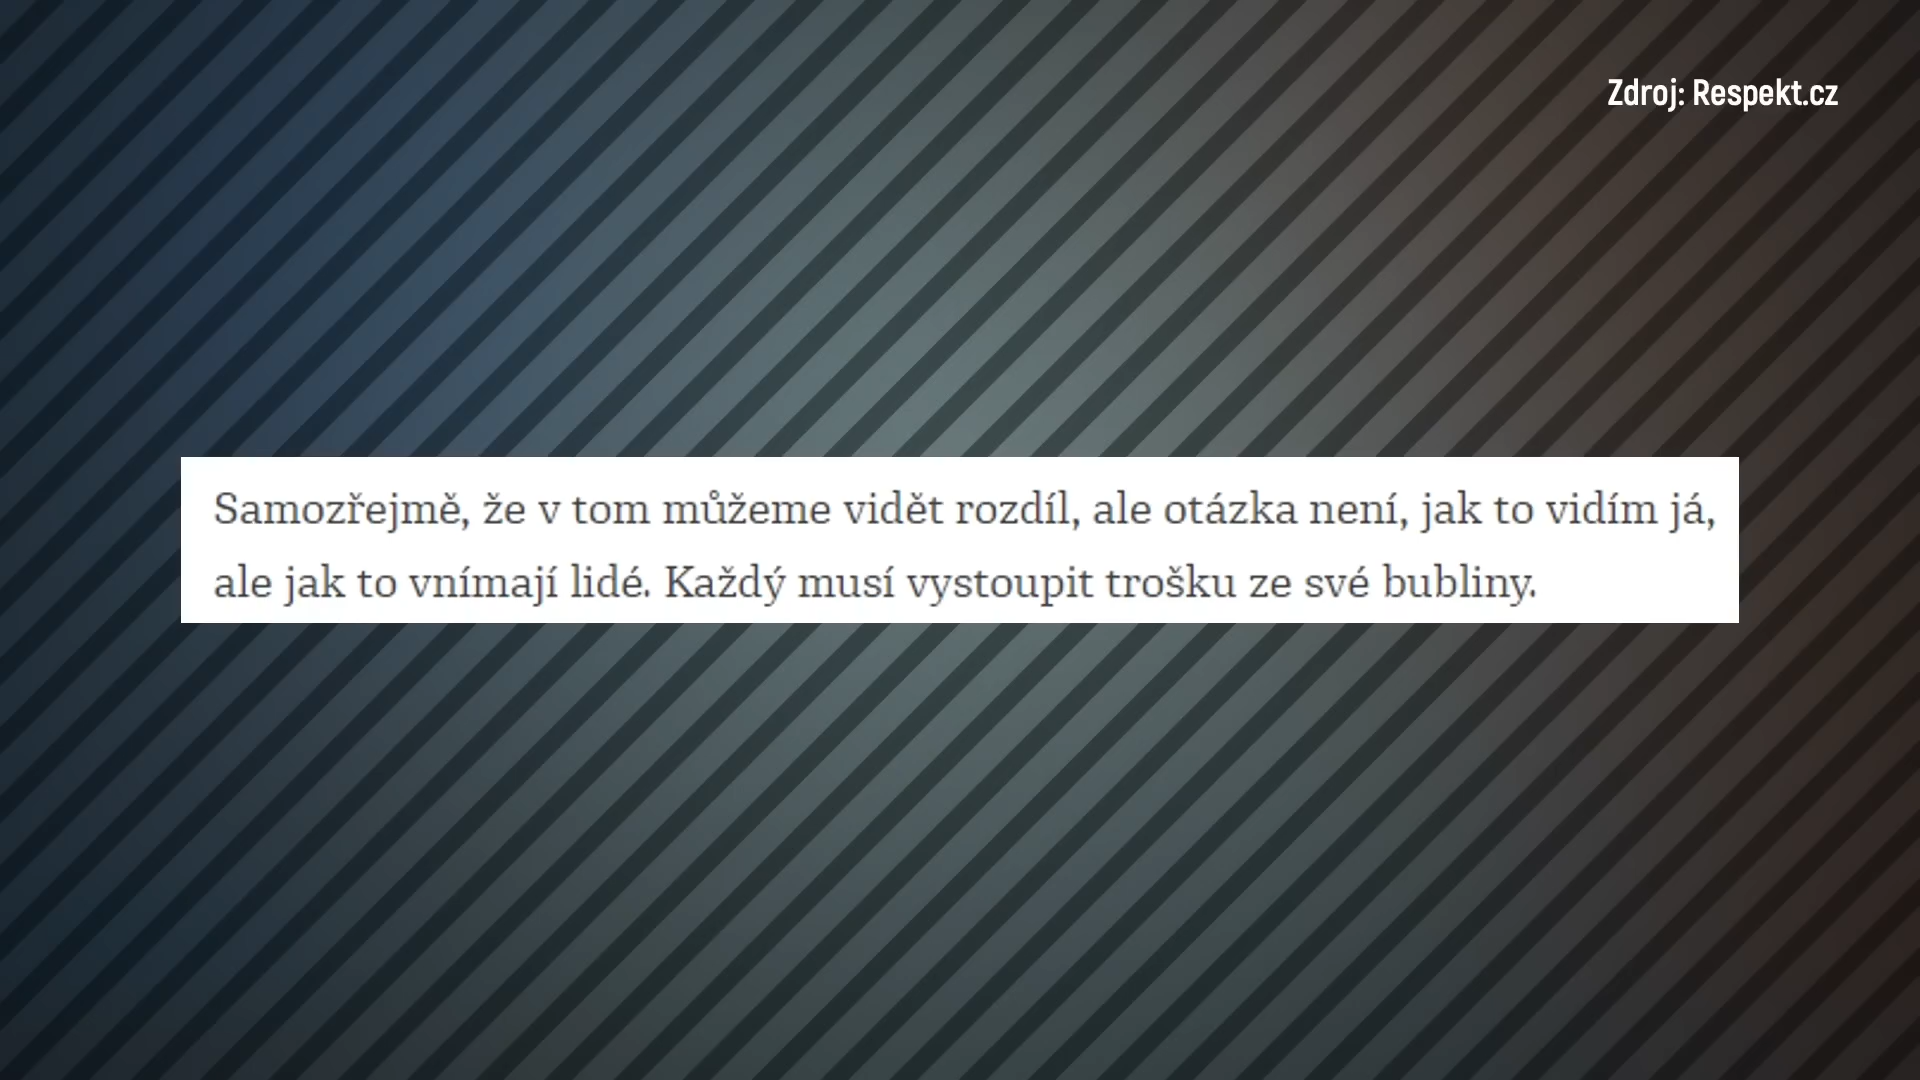 Zdroj: Respekt.cz
Samozřejmě, že v tom můžeme vidět rozdíl, ale otázka není, jak to vidím já,
ale jak to vnímají lidé. Každý musí vystoupit trošku ze své bubliny.